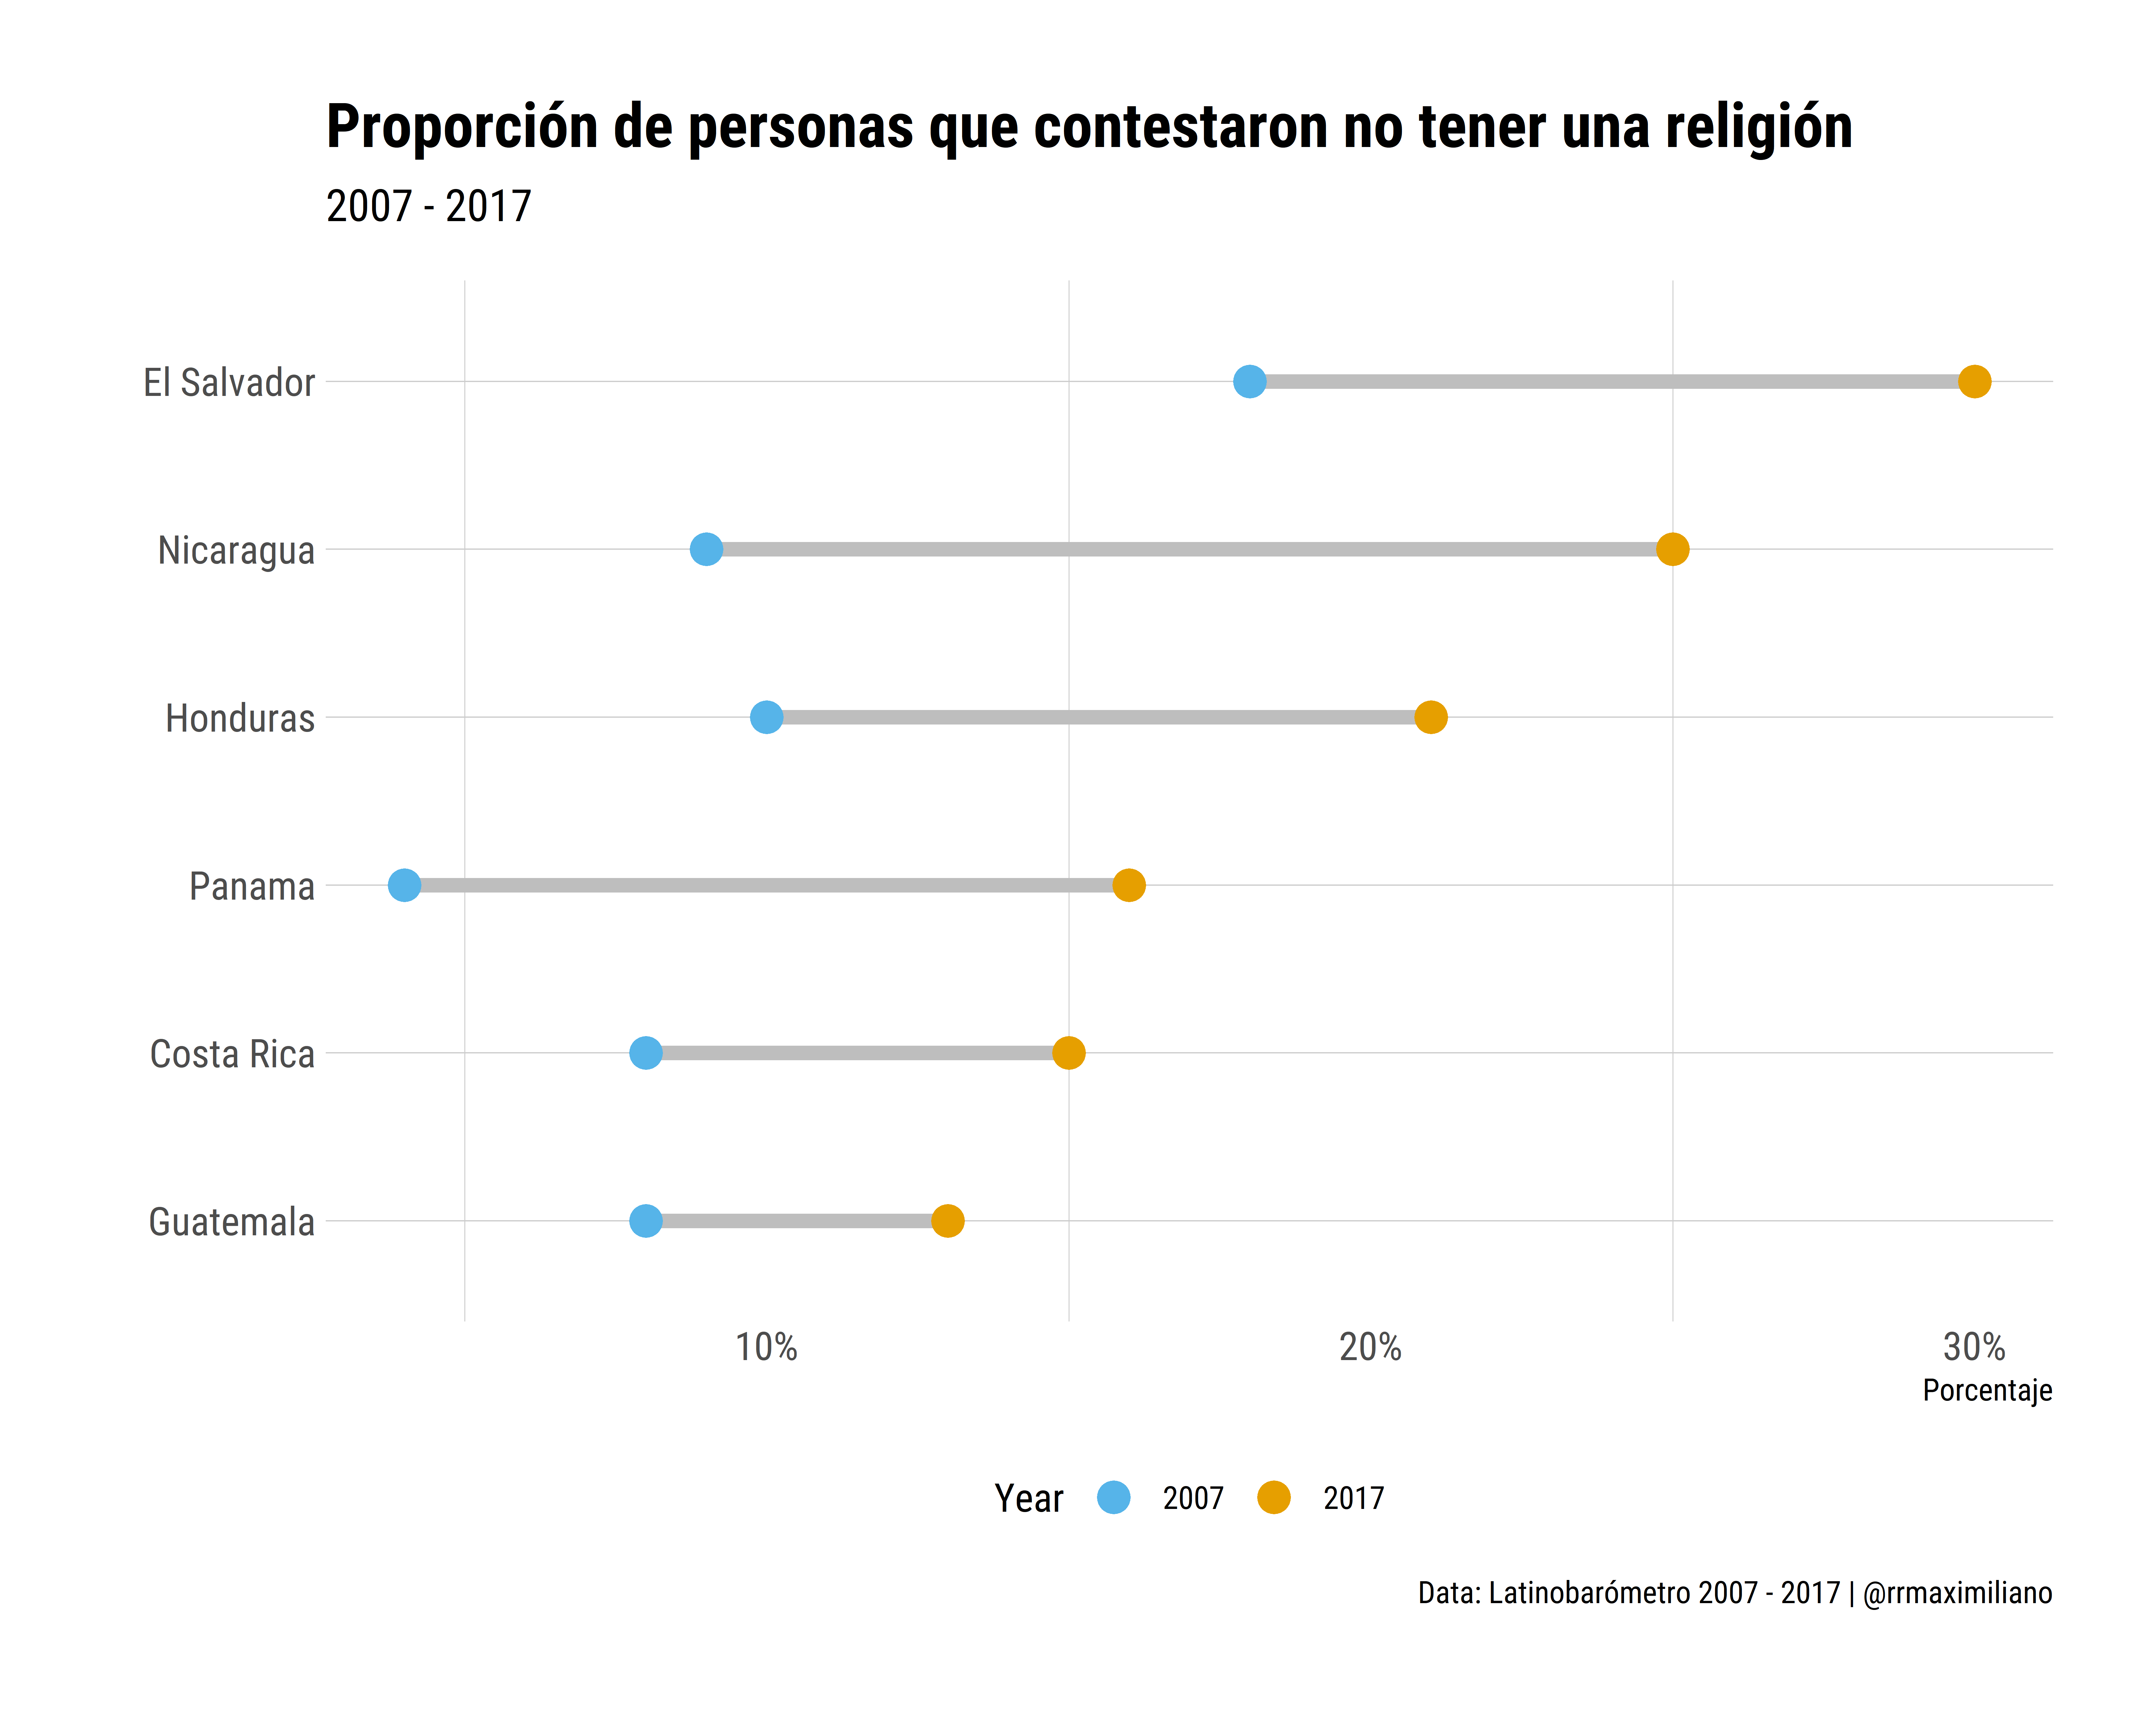 Proporción de personas que contestaron no tener una religión
2007 - 2017
El Salvador
Nicaragua
Honduras
Panama
Costa Rica
Guatemala
10% 20% 30%
Porcentaje
Year 2007 2017
Data: Latinobarómetro 2007 - 2017 | @rrmaximiliano